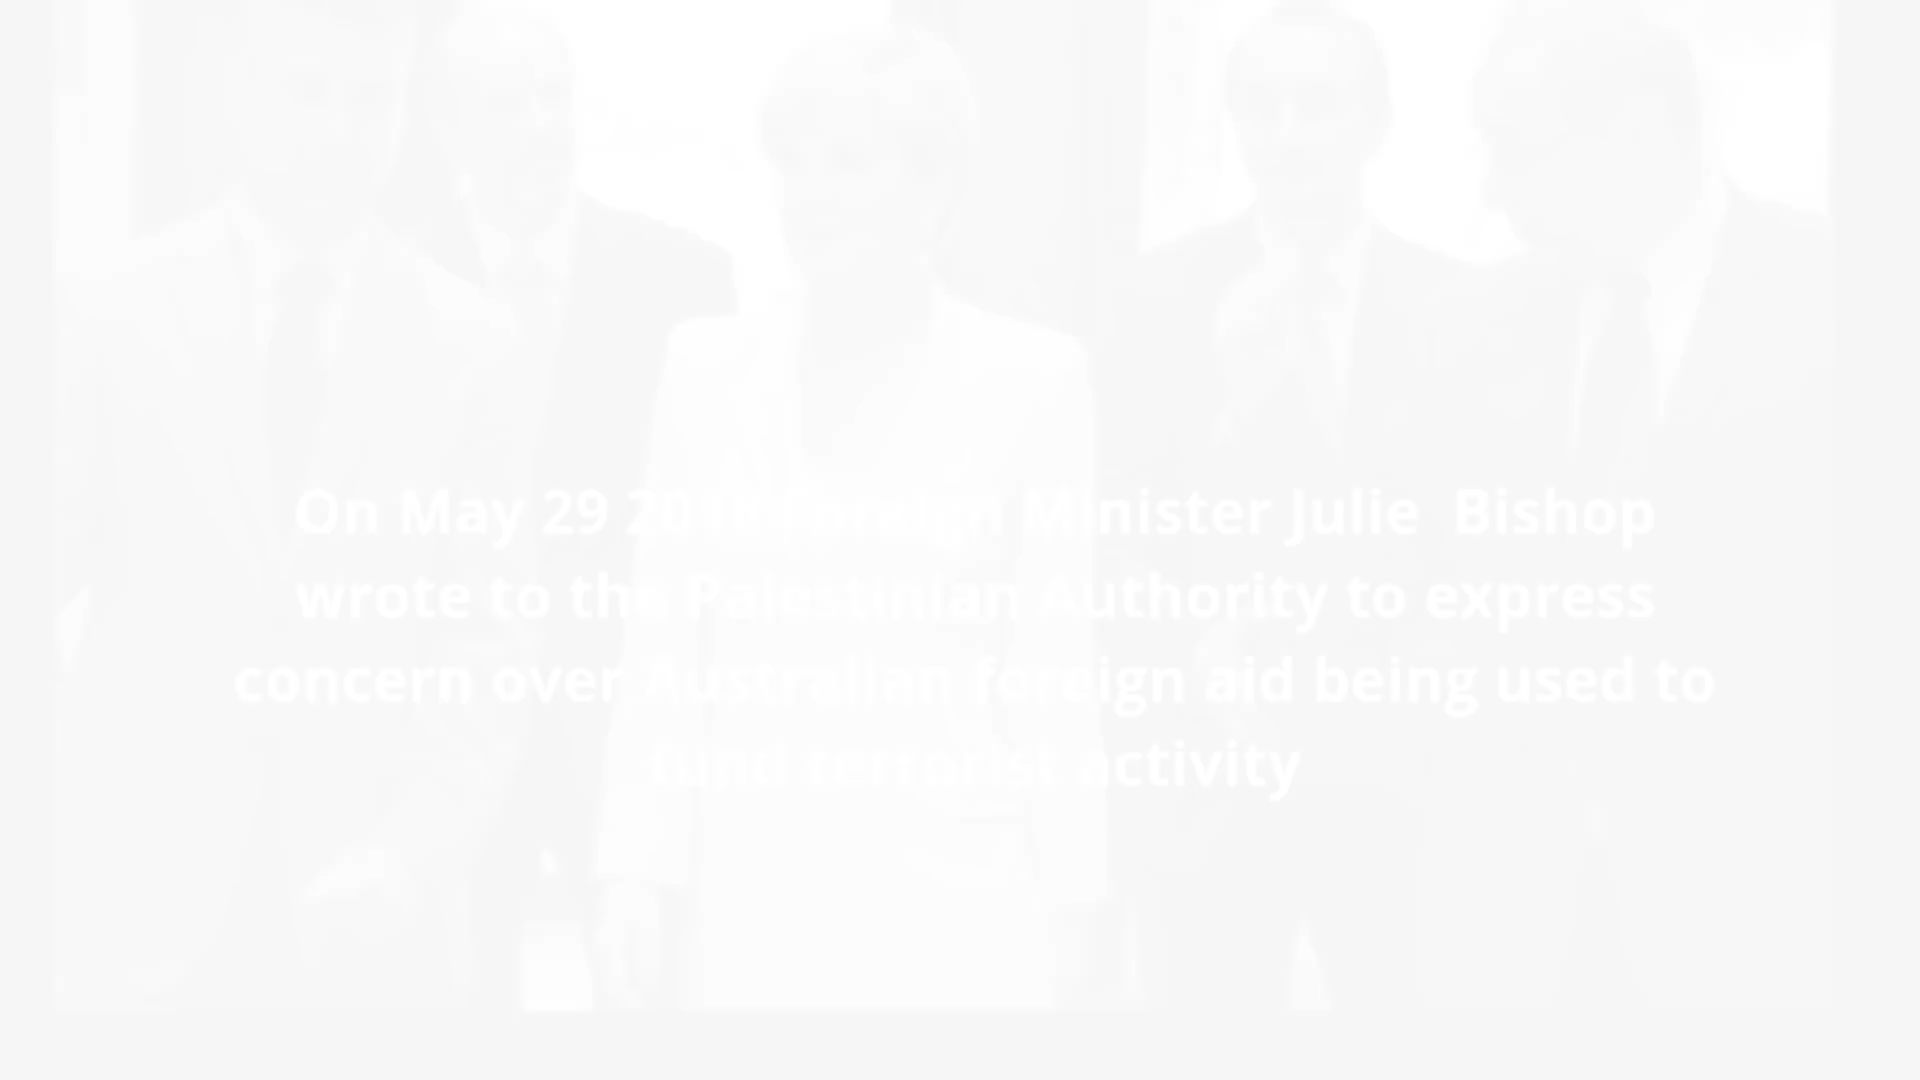 On May 29 2018 Foreign Minister Julie Bishop
wrote to the Palestinian Authority to express
concern over Australian foreign aid being used to
fund terrorist activity